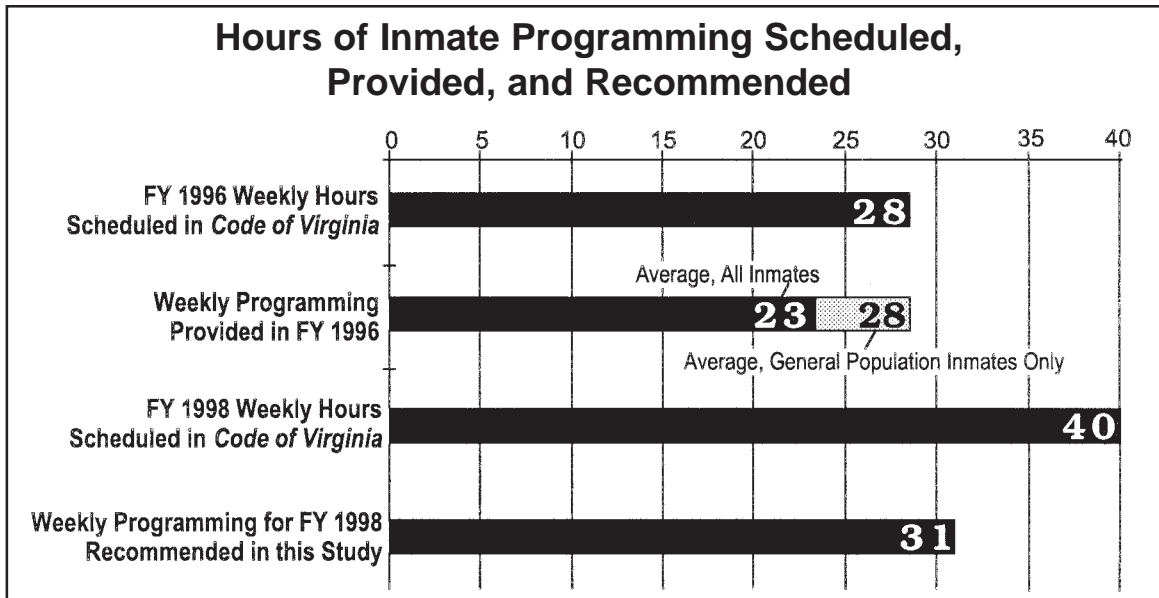 Hours of Inmate Programming Scheduled,
Provided, and Recommended
0 5 10 15 20 25 30 35 40
FY 1996 Weekly Hours
Scheduled in Code of Virginia
28
Average, All Inmates
Weekly Programming
Provided in FY 1996
23 28
Average, General Population Inmates Only
FY 1998 Weekly Hours
Scheduled in Code of Virginia
40
Weekly Programming for FY 1998
Recommended in this Study
31